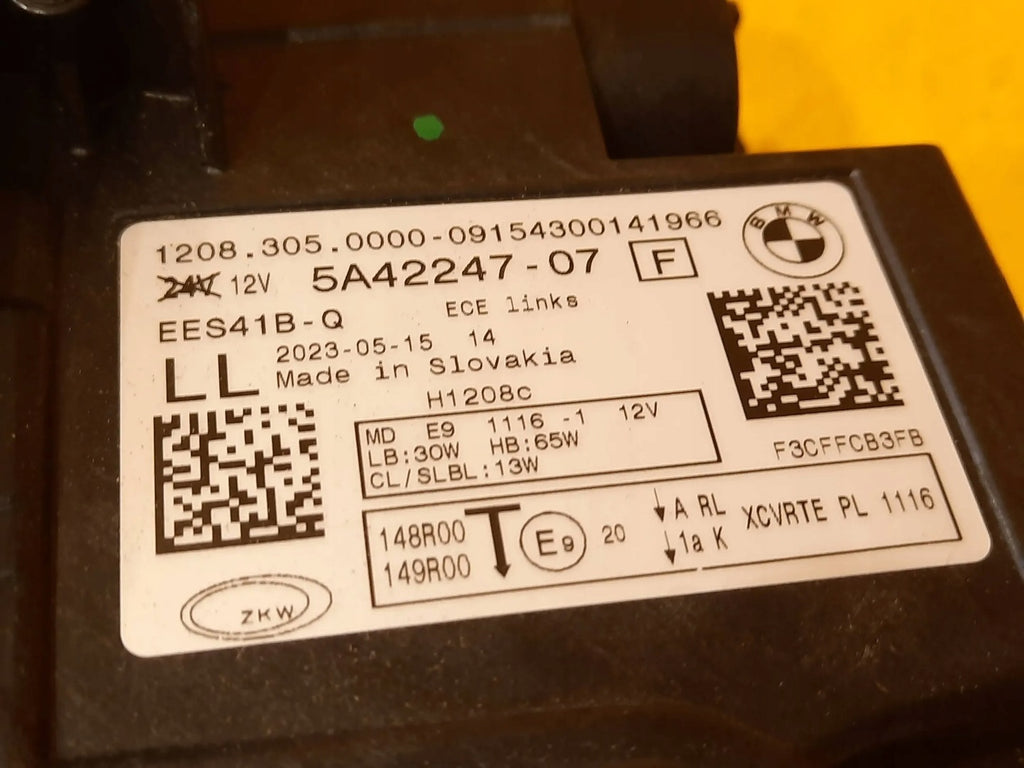 1208.305.0000-09154300141966
24V 12V 5A42247-07 F
BMW
EES41B-Q ECE links
LL 2023-05-15 14
Made in Slovakia
H1208c
MD E9 1116 -1 12V
LB:30W HB:65W
CL/SLBL:13W
F3CFFCB3FB
148R00 T E9 20 ↓A RL XCVRTE PL 1116
149R00 ↓1a K
ZKW